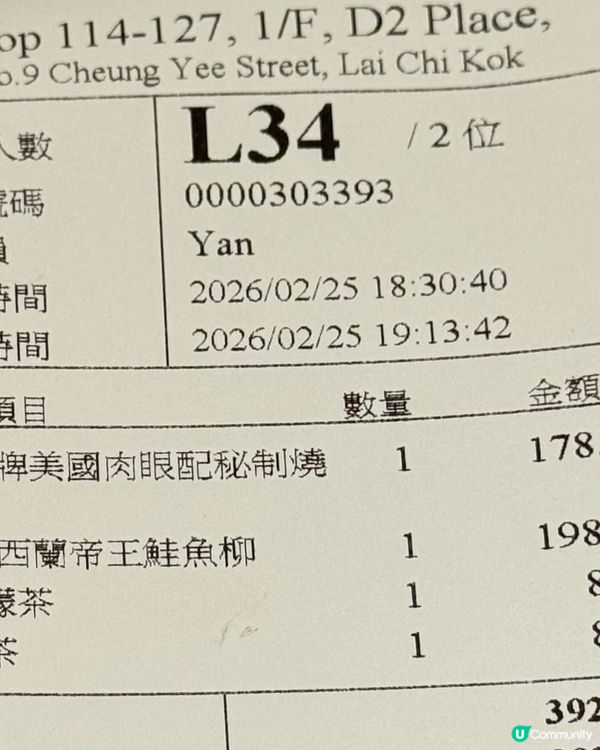 op 114-127, 1/F, D2 Place,
o.9 Cheung Yee Street, Lai Chi Kok
人數 L34 / 2 位
號碼 0000303393
員 Yan
時間 2026/02/25 18:30:40
時間 2026/02/25 19:13:42
項目 數量 金額
牌美國肉眼配秘制燒 1 178.
西蘭帝王鮭魚柳 1 198
檬茶 1 8
茶 1 8
392
U Community